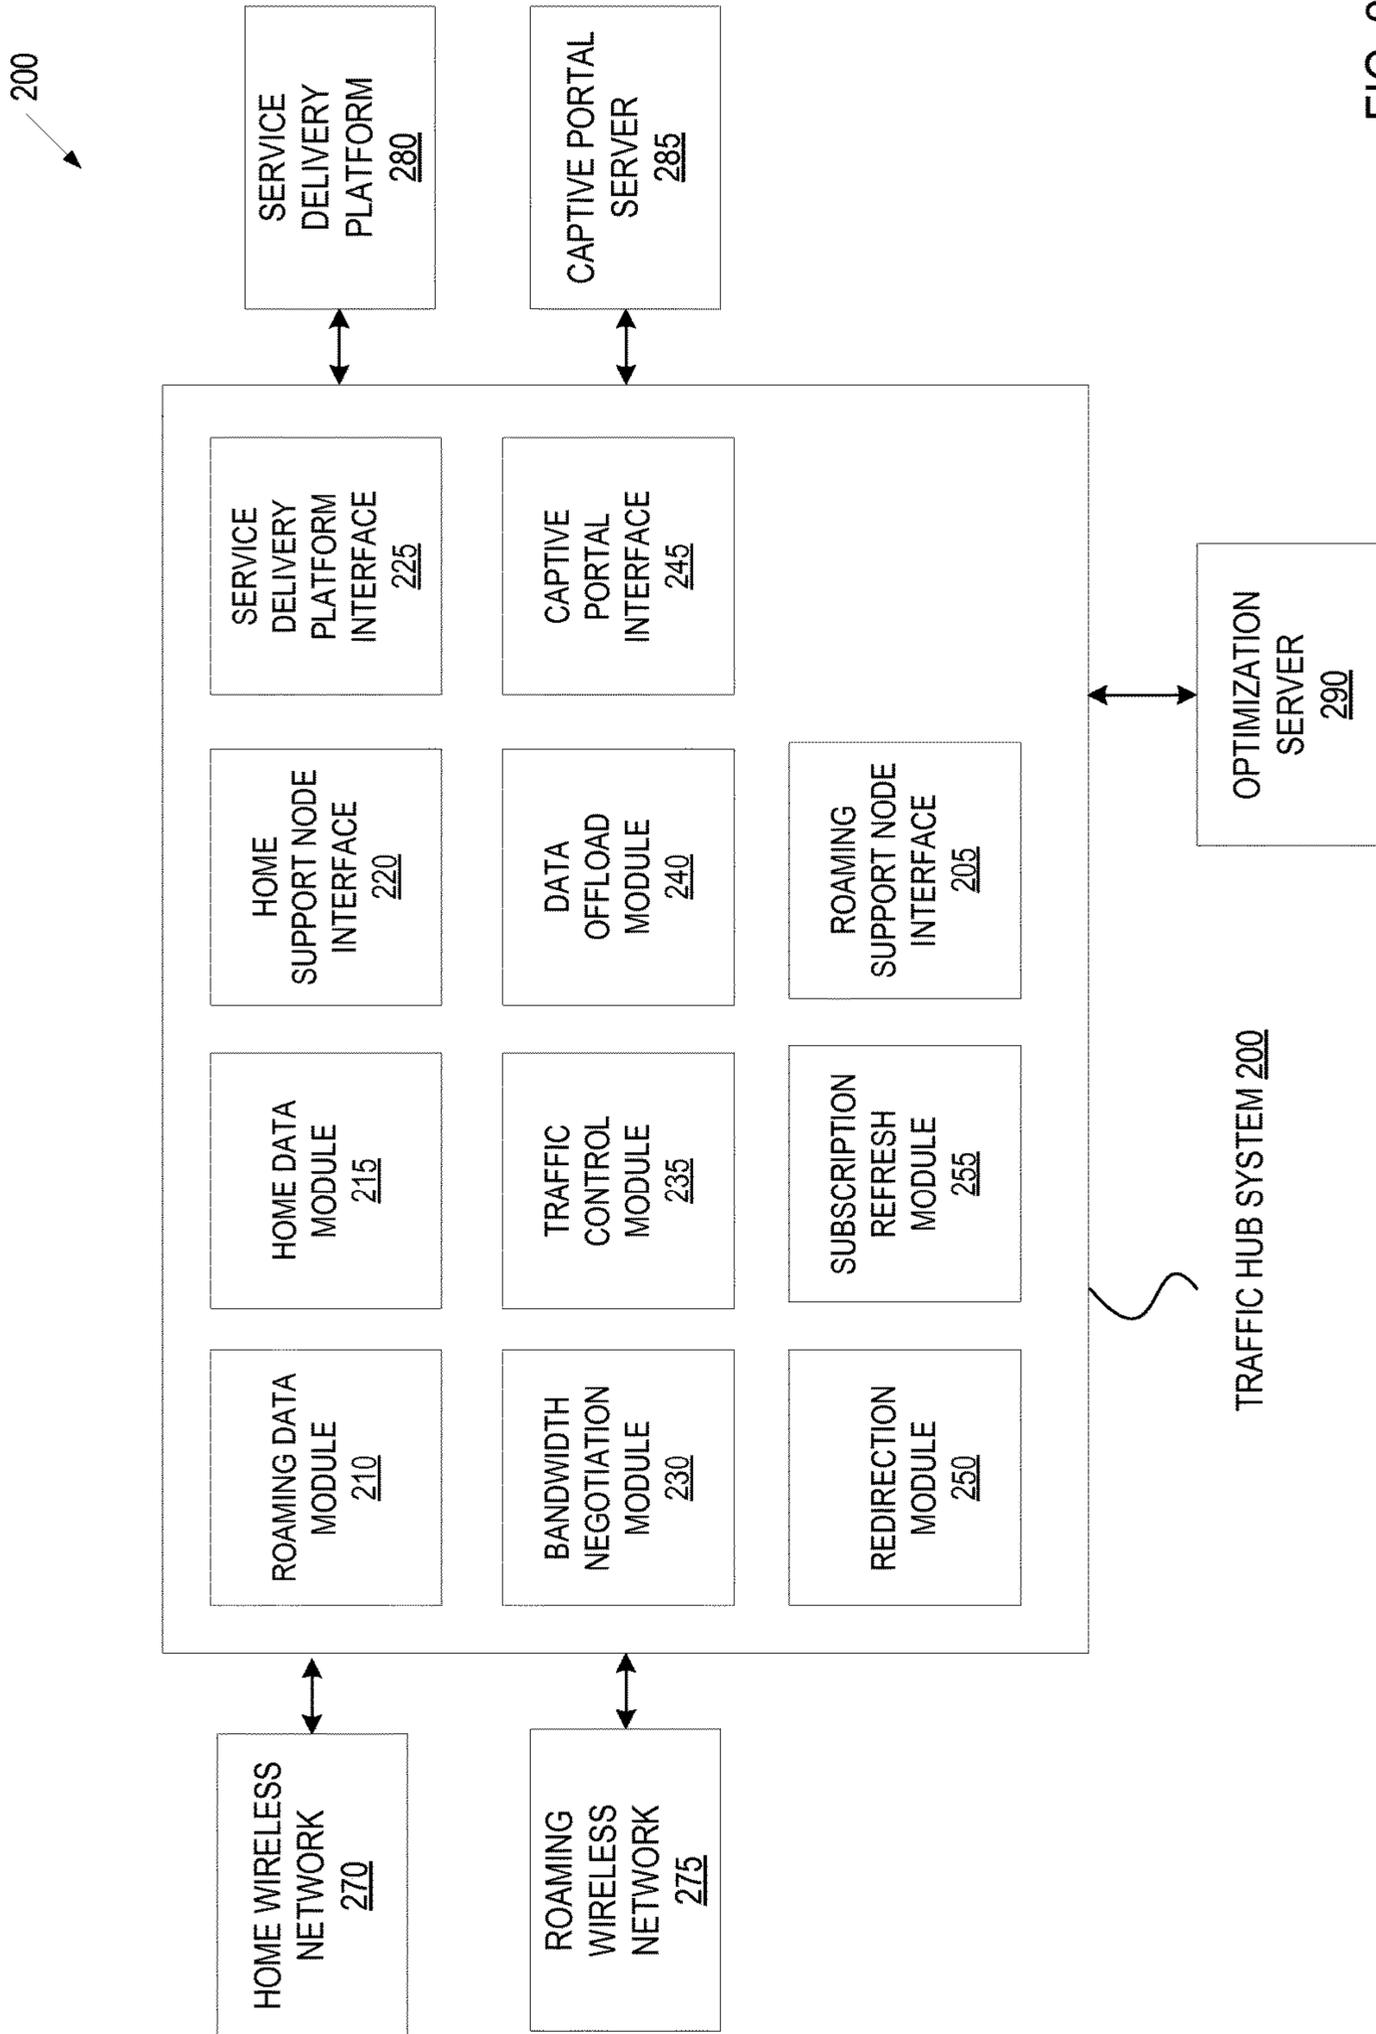 200
HOME WIRELESS
NETWORK
270
ROAMING
WIRELESS
NETWORK
275
ROAMING DATA
MODULE
210
HOME DATA
MODULE
215
HOME
SUPPORT NODE
INTERFACE
220
SERVICE
DELIVERY
PLATFORM
INTERFACE
225
BANDWIDTH
NEGOTIATION
MODULE
230
TRAFFIC
CONTROL
MODULE
235
DATA
OFFLOAD
MODULE
240
CAPTIVE
PORTAL
INTERFACE
245
REDIRECTION
MODULE
250
SUBSCRIPTION
REFRESH
MODULE
255
ROAMING
SUPPORT NODE
INTERFACE
205
SERVICE
DELIVERY
PLATFORM
280
CAPTIVE PORTAL
SERVER
285
TRAFFIC HUB SYSTEM 200
OPTIMIZATION
SERVER
290
FIG.